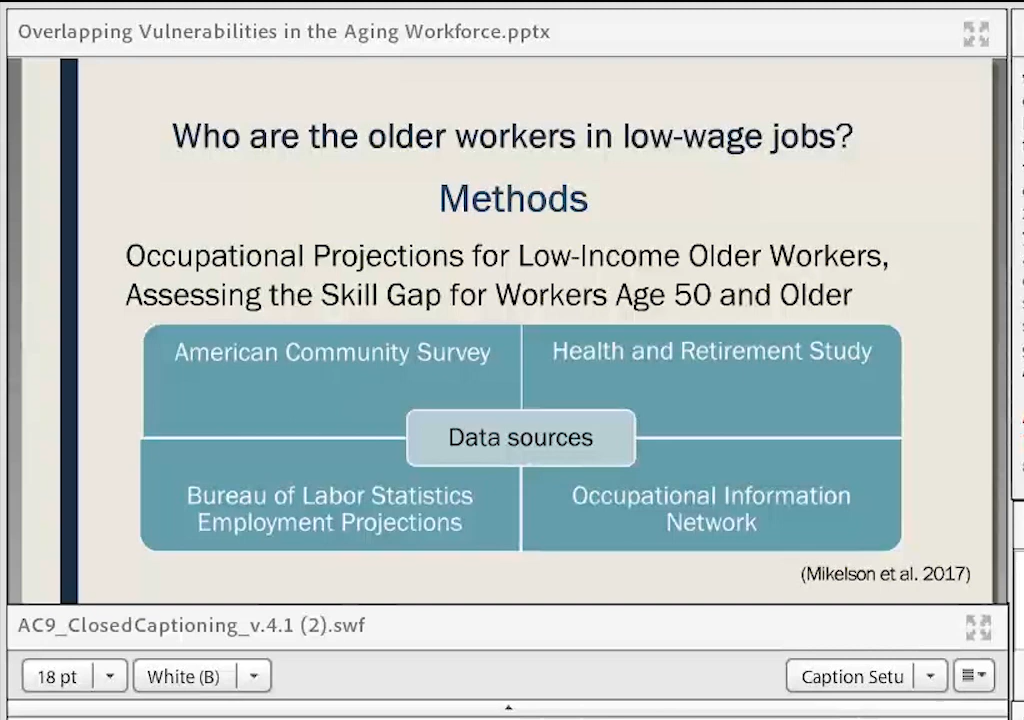 Overlapping Vulnerabilities in the Aging Workforce.pptx
Who are the older workers in low-wage jobs?
Methods
Occupational Projections for Low-Income Older Workers,
Assessing the Skill Gap for Workers Age 50 and Older
American Community Survey
Health and Retirement Study
Data sources
Bureau of Labor Statistics
Employment Projections
Occupational Information
Network
(Mikelson et al. 2017)
AC9_ClosedCaptioning_v.4.1 (2).swf
18 pt
White (B)
Caption Setu